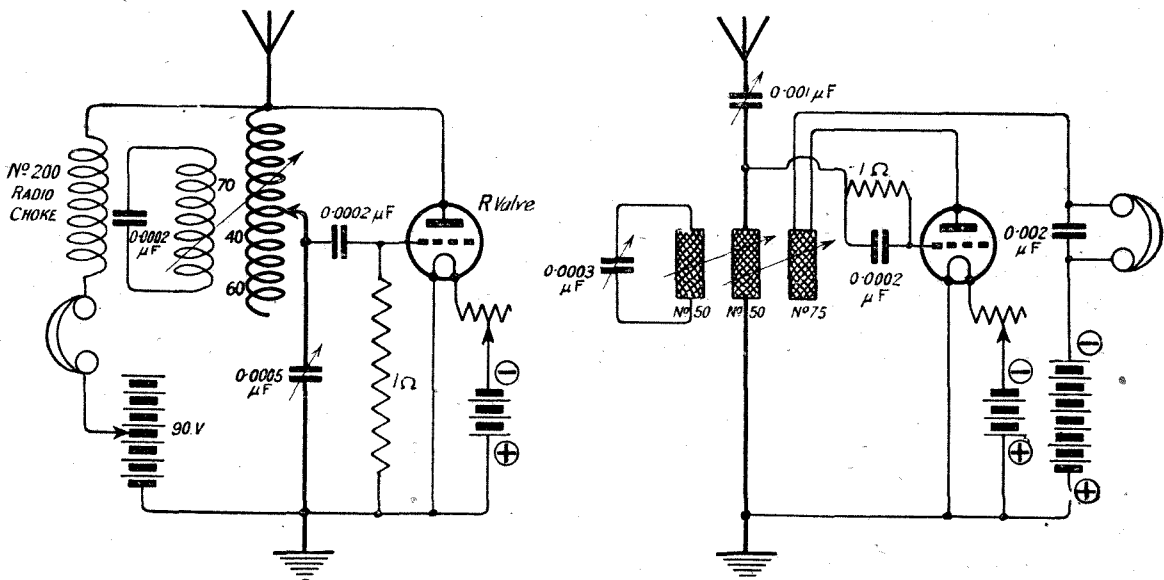 Nº 200
RADIO
CHOKE
0.0002
µF
70
40
60
0.0002 µF
R Valve
0.0005
µF
1Ω
90.V
−
+
0.001 µF
1Ω
0.0003
µF
Nº 50
Nº 50
Nº 75
0.0002
µF
0.002
µF
−
+
−
+